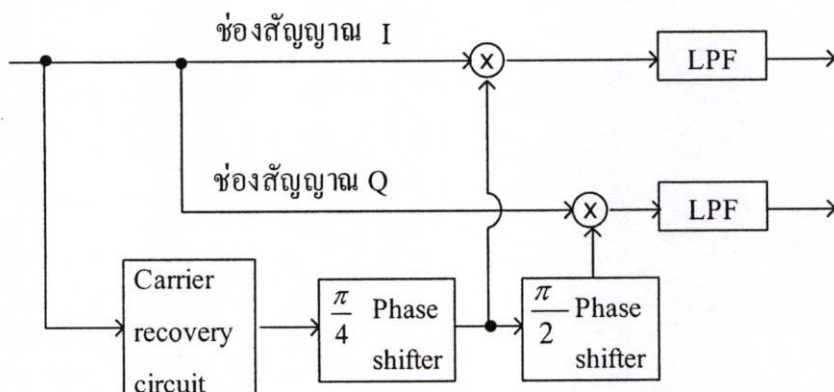 ช่องสัญญาณ I
X
LPF
ช่องสัญญาณ Q
X
LPF
Carrier
recovery
circuit
π/4 Phase
shifter
π/2 Phase
shifter